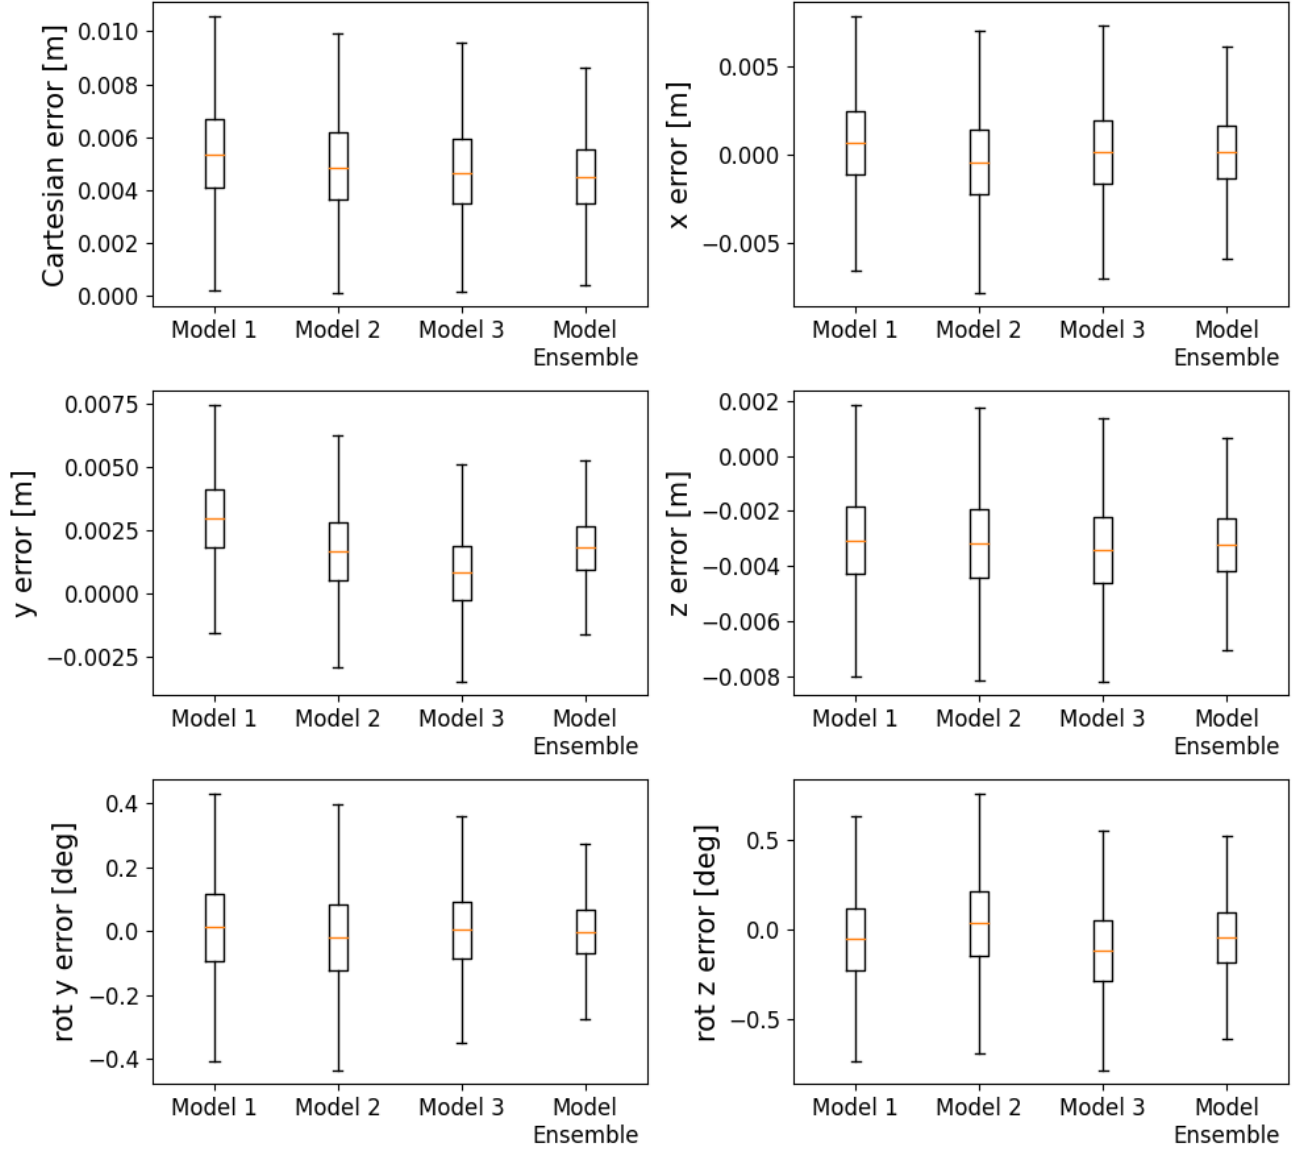 Cartesian error [m]
0.010
0.008
0.006
0.004
0.002
0.000
Model 1 Model 2 Model 3 Model
Ensemble
x error [m]
0.005
0.000
−0.005
Model 1 Model 2 Model 3 Model
Ensemble
y error [m]
0.0075
0.0050
0.0025
0.0000
−0.0025
Model 1 Model 2 Model 3 Model
Ensemble
z error [m]
0.002
0.000
−0.002
−0.004
−0.006
−0.008
Model 1 Model 2 Model 3 Model
Ensemble
rot y error [deg]
0.4
0.2
0.0
−0.2
−0.4
Model 1 Model 2 Model 3 Model
Ensemble
rot z error [deg]
0.5
0.0
−0.5
Model 1 Model 2 Model 3 Model
Ensemble